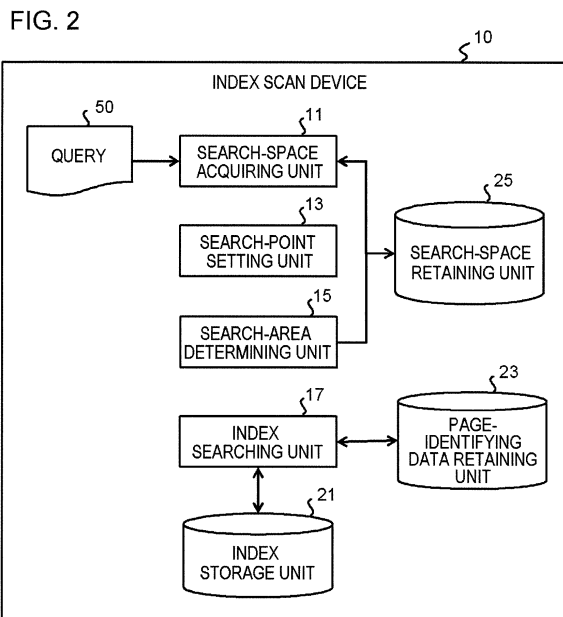 FIG. 2
10
INDEX SCAN DEVICE
50
QUERY
11
SEARCH-SPACE
ACQUIRING UNIT
13
SEARCH-POINT
SETTING UNIT
25
SEARCH-SPACE
RETAINING UNIT
15
SEARCH-AREA
DETERMINING UNIT
17
INDEX
SEARCHING UNIT
23
PAGE-
IDENTIFYING
DATA RETAINING
UNIT
21
INDEX
STORAGE UNIT